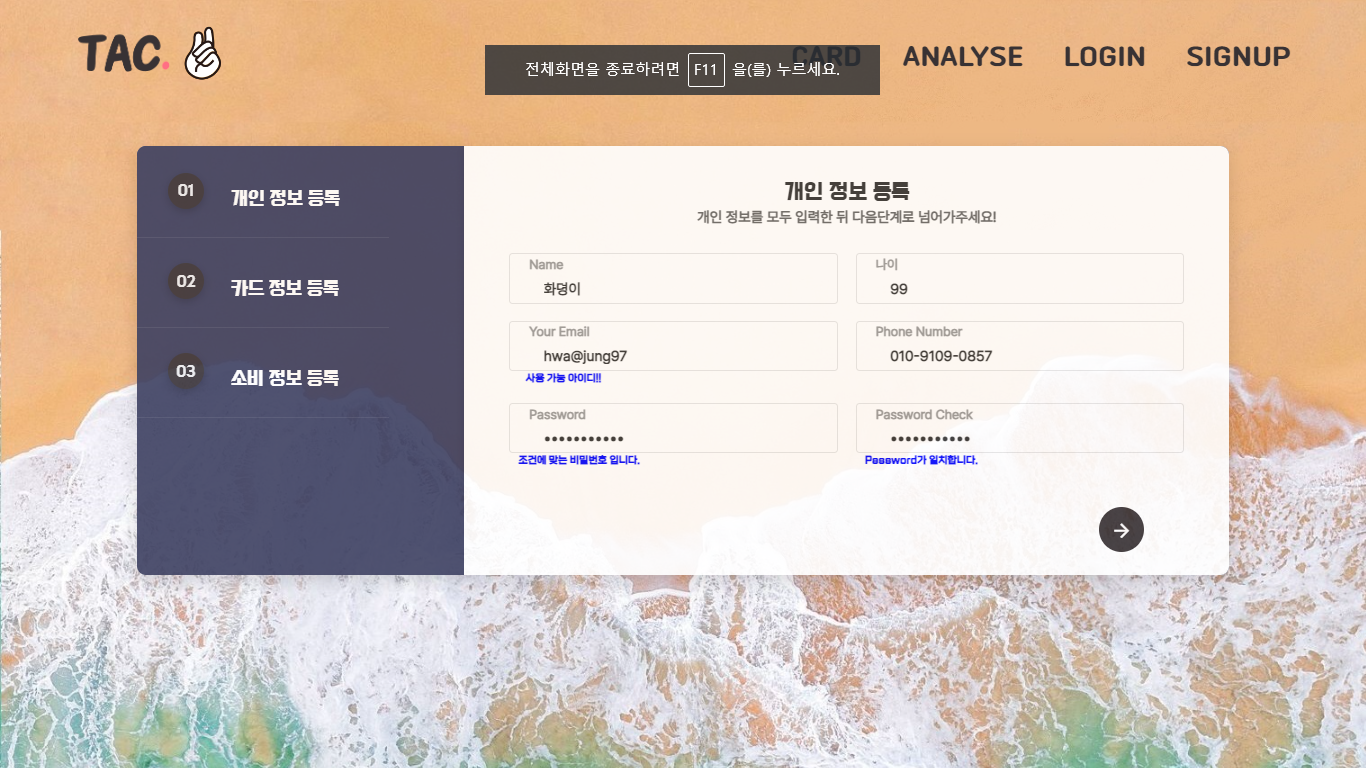 TAC.
CARD ANALYSE LOGIN SIGNUP
전체화면을 종료하려면 F11 을(를) 누르세요.
01 개인 정보 등록
02 카드 정보 등록
03 소비 정보 등록
개인 정보 등록
개인 정보를 모두 입력한 뒤 다음단계로 넘어가주세요!
Name
화뎡이
나이
99
Your Email
hwa@jung97
사용 가능 아이디!!
Phone Number
010-9109-0857
Password
•••••••••••
조건에 맞는 비밀번호 입니다.
Password Check
•••••••••••
Password가 일치합니다.